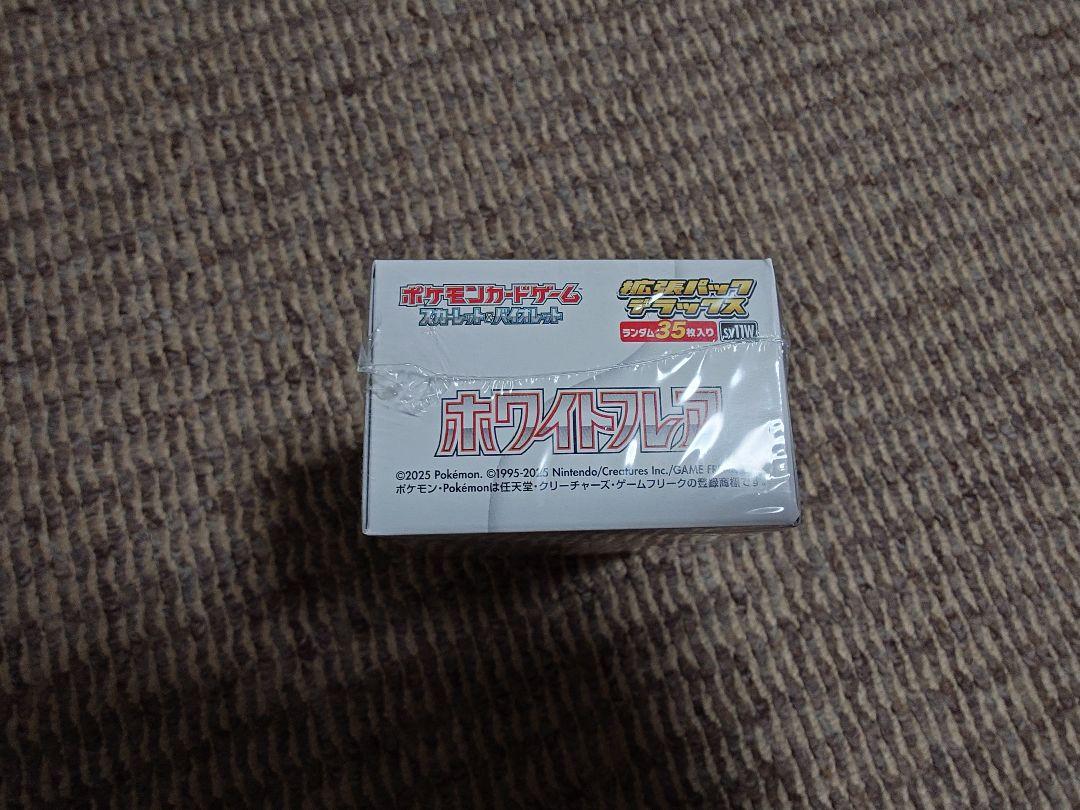 ポケモンカードゲーム
スカーレット&バイオレット
拡張パック
デラックス
ランダム35枚入り
sv11W
ホワイトフレア
©2025 Pokémon. ©1995-2025 Nintendo/Creatures Inc./GAME
ポケモン・Pokémonは任天堂・クリーチャーズ・ゲームフリークの登録商標です。